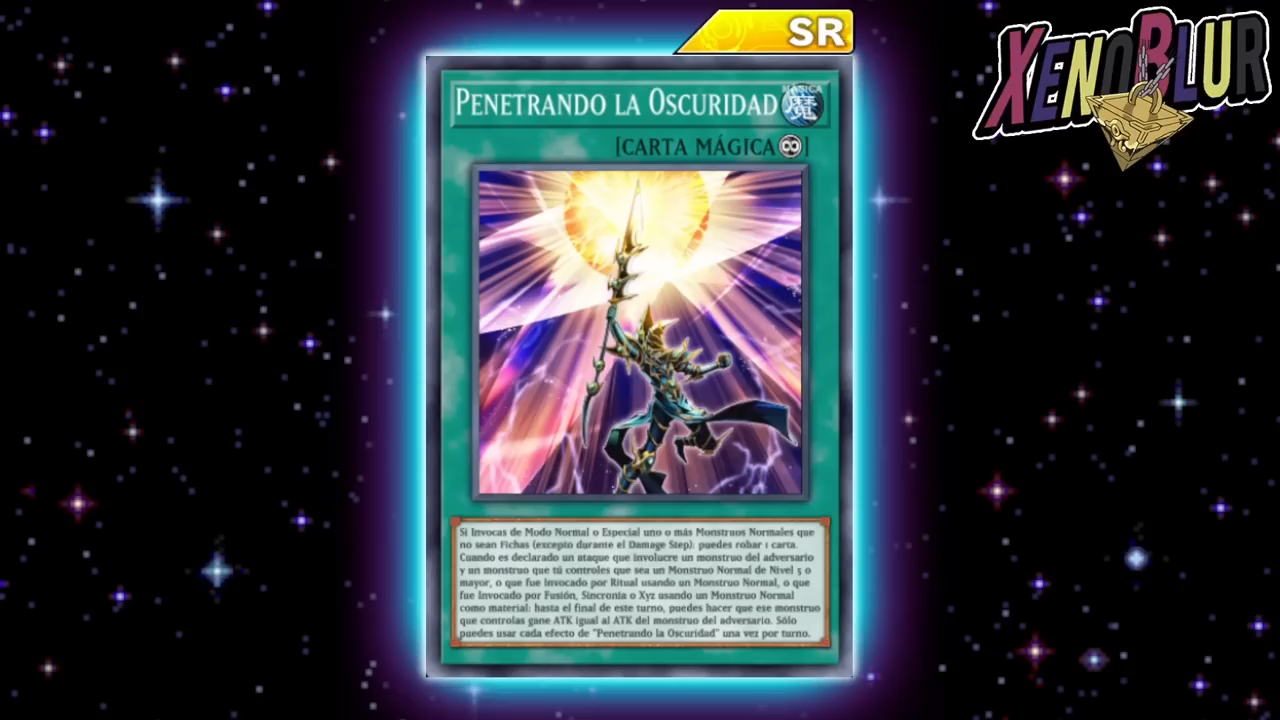 SR
XENOBLUR
PENETRANDO LA OSCURIDAD
MÁGICA
魔
[CARTA MÁGICA ]
Si Invocas de Modo Normal o Especial uno o más Monstruos Normales que
no sean Fichas (excepto durante el Damage Step): puedes robar 1 carta.
Cuando es declarado un ataque que involucre un monstruo del adversario
y un monstruo que tú controles que sea un Monstruo Normal de Nivel 5 o
mayor, o que fue Invocado por Ritual usando un Monstruo Normal, o que
fue Invocado por Fusión, Sincronía o Xyz usando un Monstruo Normal
como material: hasta el final de este turno, puedes hacer que ese monstruo
que controlas gane ATK igual al ATK del monstruo del adversario. Sólo
puedes usar cada efecto de "Penetrando la Oscuridad" una vez por turno.